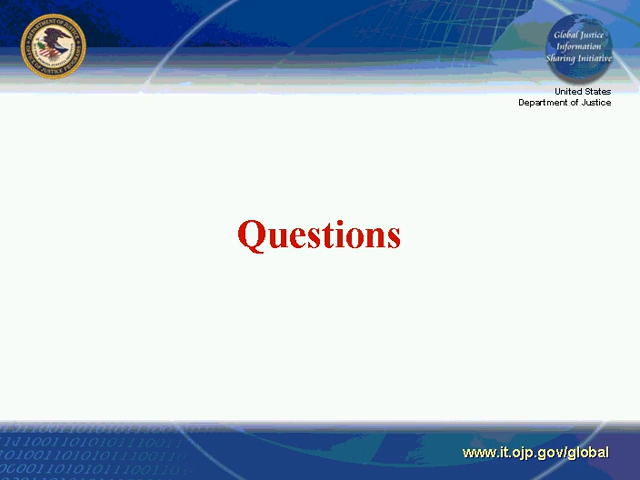 Global Justice
Information
Sharing Initiative
United States
Department of Justice
Questions
www.it.ojp.gov/global